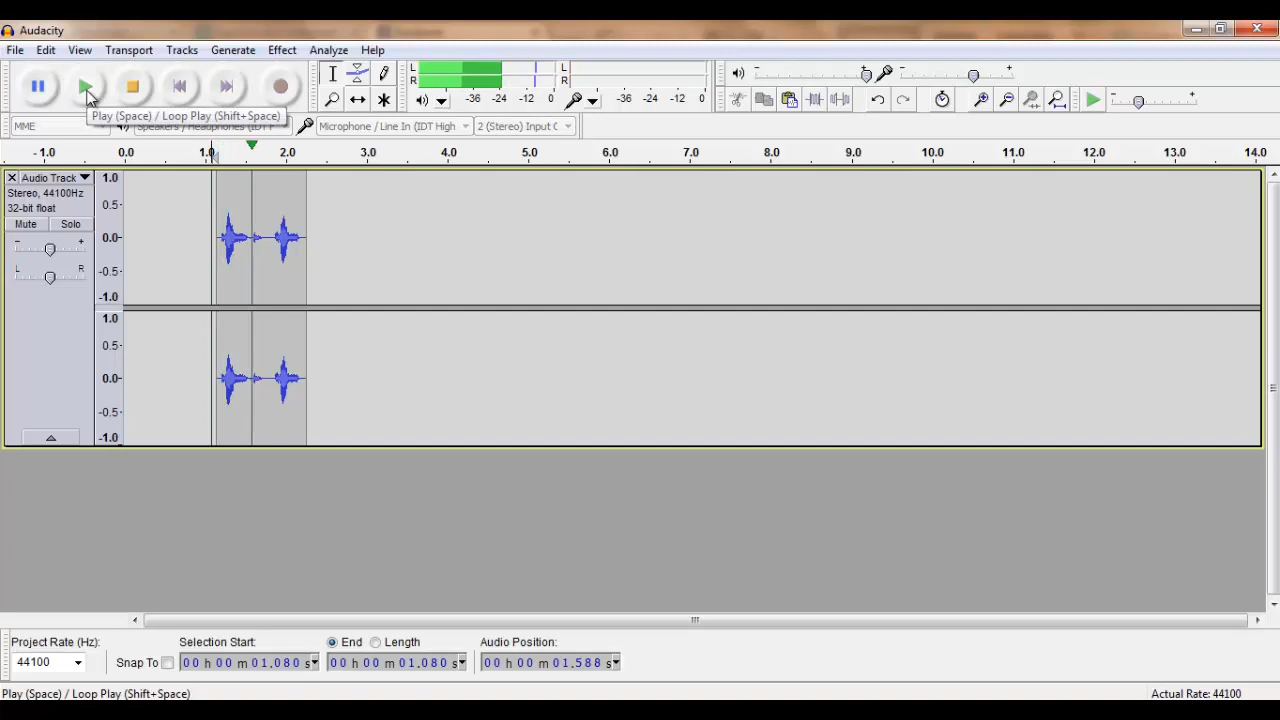 Audacity
File Edit View Transport Tracks Generate Effect Analyze Help
L
R
-36 -24 -12 0
L
R
-36 -24 -12 0
- +
- +
- +
Play (Space) / Loop Play (Shift+Space)
MME
Microphone / Line In (IDT High
2 (Stereo) Input C
- 1.0 0.0 1.0 2.0 3.0 4.0 5.0 6.0 7.0 8.0 9.0 10.0 11.0 12.0 13.0 14.0
X Audio Track
Stereo, 44100Hz
32-bit float
Mute Solo
- +
L R
1.0
0.5-
0.0-
-0.5-
-1.0
1.0
0.5-
0.0-
-0.5-
-1.0
Project Rate (Hz):
44100
Snap To
Selection Start:
00 h 00 m 01.080 s
End Length
00 h 00 m 01.080 s
Audio Position:
00 h 00 m 01.588 s
Play (Space) / Loop Play (Shift+Space)
Actual Rate: 44100